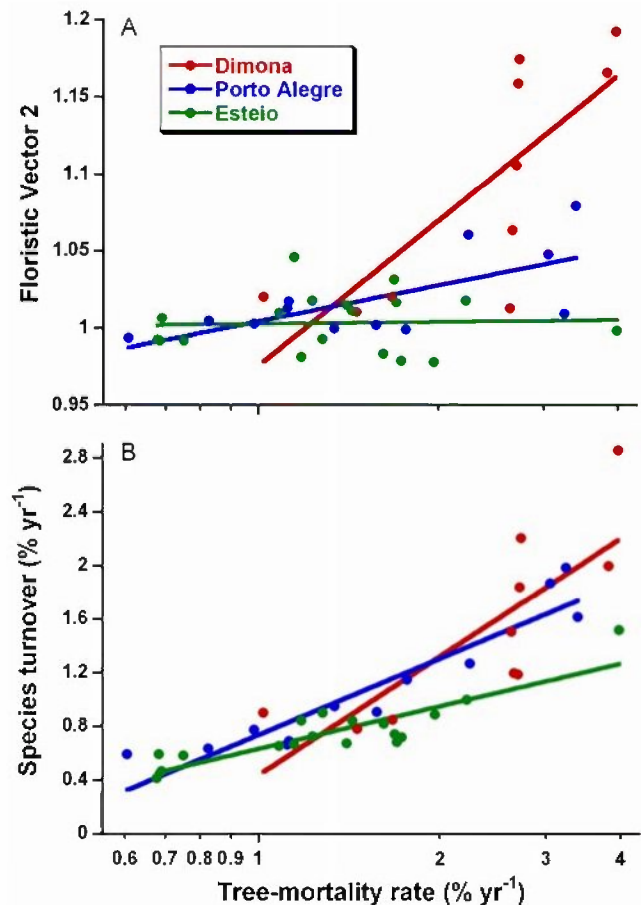 A
Dimona
Porto Alegre
Esteio
Floristic Vector 2
1.2
1.15
1.1
1.05
1
0.95
B
Species turnover (% yr⁻¹)
2.8
2.4
2
1.6
1.2
0.8
0.4
0
0.6 0.7 0.8 0.9 1 2 3 4
Tree-mortality rate (% yr⁻¹)